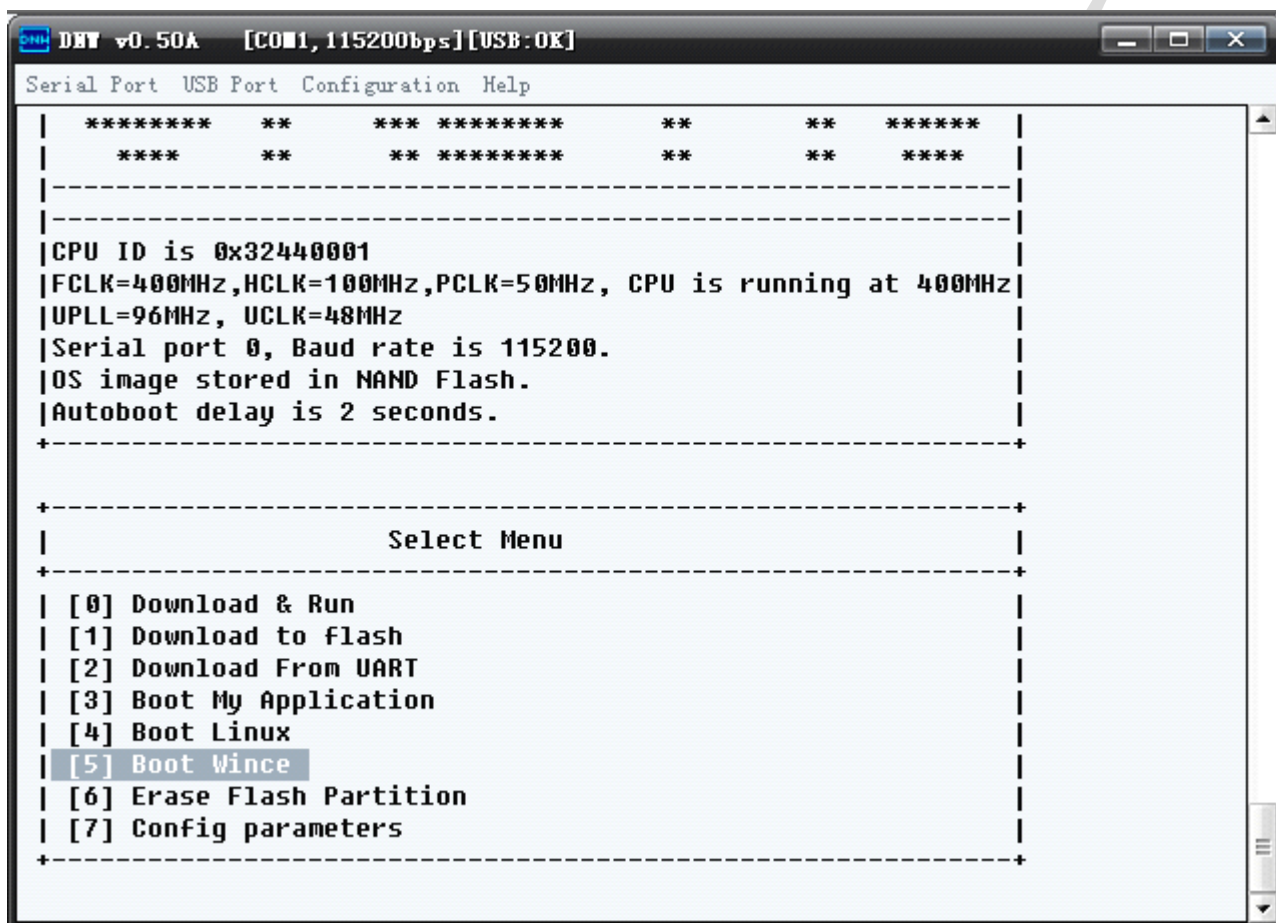 DNW v0.50A [COM1,115200bps][USB:OK]
Serial Port USB Port Configuration Help
| ******** ** *** ******** ** ** ****** |
| **** ** ** ******** ** ** **** |
|------------------------------------------------------------|
|------------------------------------------------------------|
|CPU ID is 0x32440001 |
|FCLK=400MHz,HCLK=100MHz,PCLK=50MHz, CPU is running at 400MHz|
|UPLL=96MHz, UCLK=48MHz |
|Serial port 0, Baud rate is 115200. |
|OS image stored in NAND Flash. |
|Autoboot delay is 2 seconds. |
+------------------------------------------------------------+
+------------------------------------------------------------+
| Select Menu |
+------------------------------------------------------------+
| [0] Download & Run |
| [1] Download to flash |
| [2] Download From UART |
| [3] Boot My Application |
| [4] Boot Linux |
| [5] Boot Wince |
| [6] Erase Flash Partition |
| [7] Config parameters |
+------------------------------------------------------------+